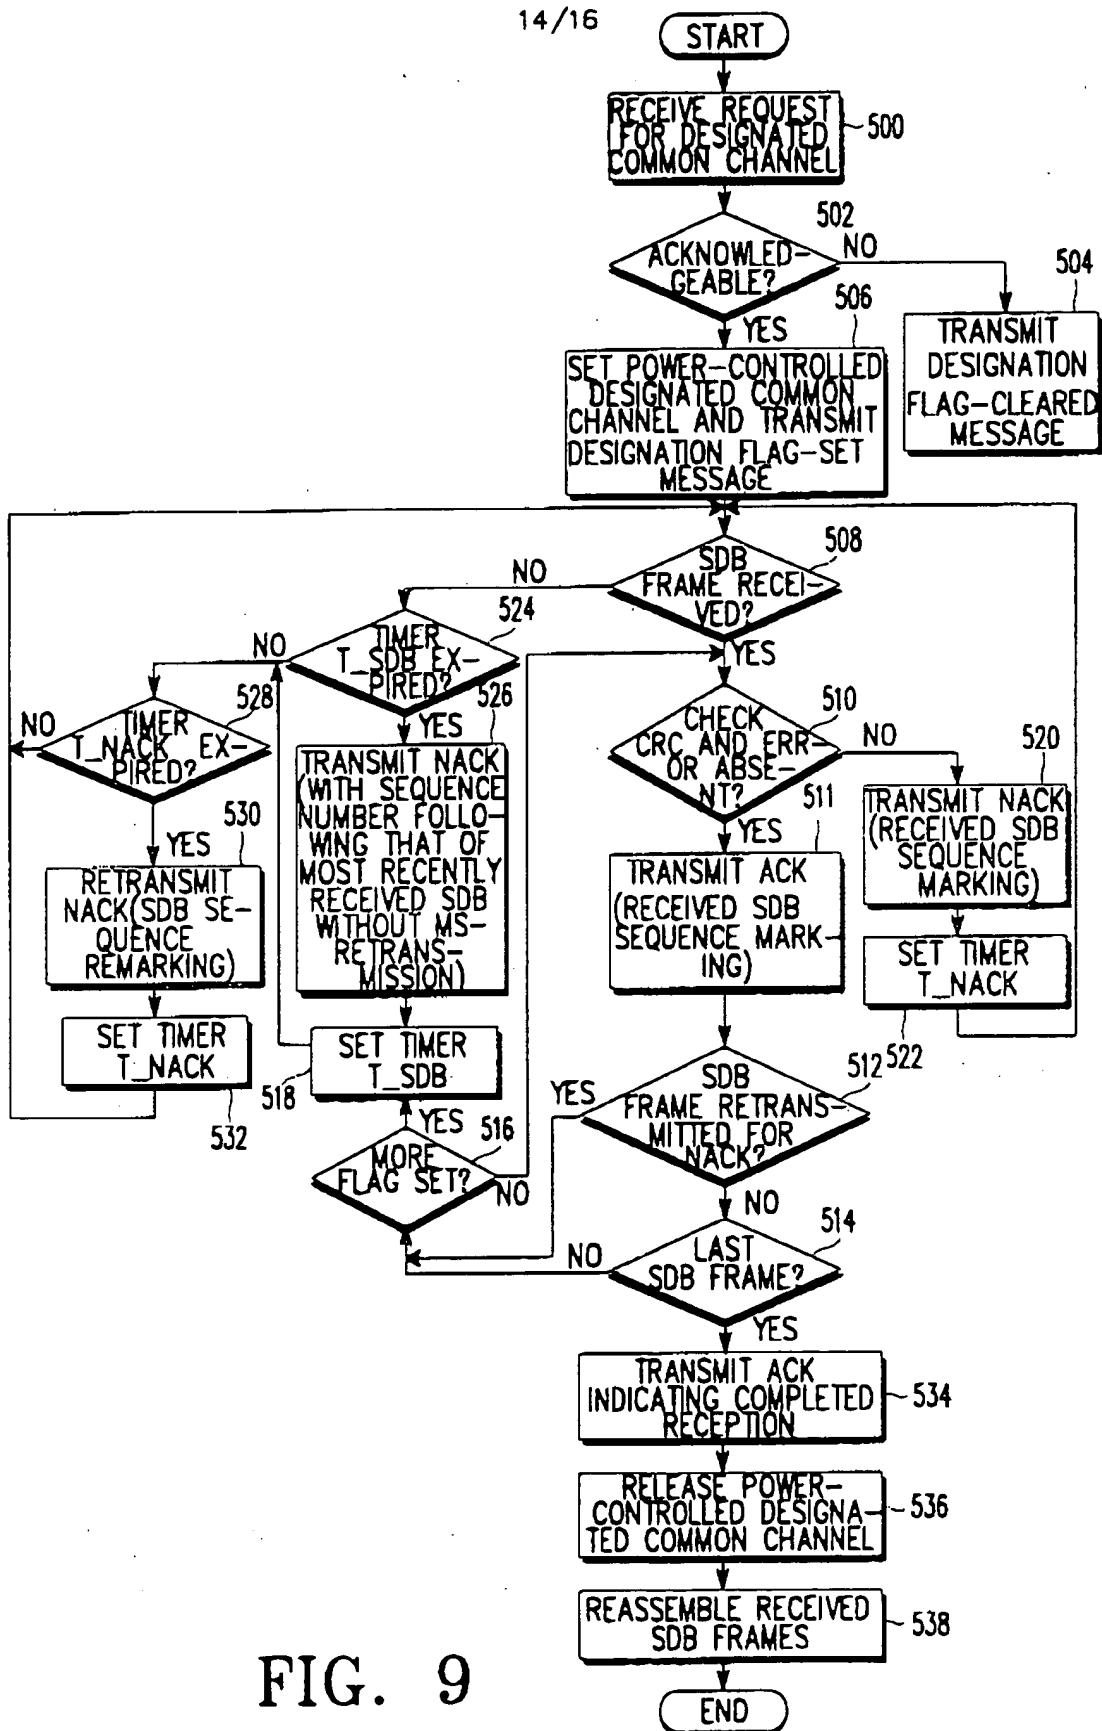 14/16
START
RECEIVE REQUEST
FOR DESIGNATED
COMMON CHANNEL
500
502
ACKNOWLED-
GEABLE?
NO
504
TRANSMIT
DESIGNATION
FLAG-CLEARED
MESSAGE
YES
506
SET POWER-CONTROLLED
DESIGNATED COMMON
CHANNEL AND TRANSMIT
DESIGNATION FLAG-SET
MESSAGE
508
SDB
FRAME RECEI-
VED?
NO
YES
524
TIMER
T_SDB EX-
PIRED?
NO
YES
526
TRANSMIT NACK
(WITH SEQUENCE
NUMBER FOLLO-
WING THAT OF
MOST RECENTLY
RECEIVED SDB
WITHOUT MS-
RETRANS-
MISSION)
528
TIMER
T_NACK EX-
PIRED?
NO
YES
530
RETRANSMIT
NACK(SDB SE-
QUENCE
REMARKING)
SET TIMER
T_NACK
532
518
SET TIMER
T_SDB
YES
516
MORE
FLAG SET?
NO
510
CHECK
CRC AND ERR-
OR ABSE-
NT?
NO
YES
520
TRANSMIT NACK
(RECEIVED SDB
SEQUENCE
MARKING)
SET TIMER
T_NACK
522
511
TRANSMIT ACK
(RECEIVED SDB
SEQUENCE MARK-
ING)
512
SDB
FRAME RETRANS-
MITTED FOR
NACK?
YES
NO
514
LAST
SDB FRAME?
NO
YES
TRANSMIT ACK
INDICATING COMPLETED
RECEPTION
534
RELEASE POWER-
CONTROLLED DESIGNA-
TED COMMON CHANNEL
536
REASSEMBLE RECEIVED
SDB FRAMES
538
END
FIG. 9